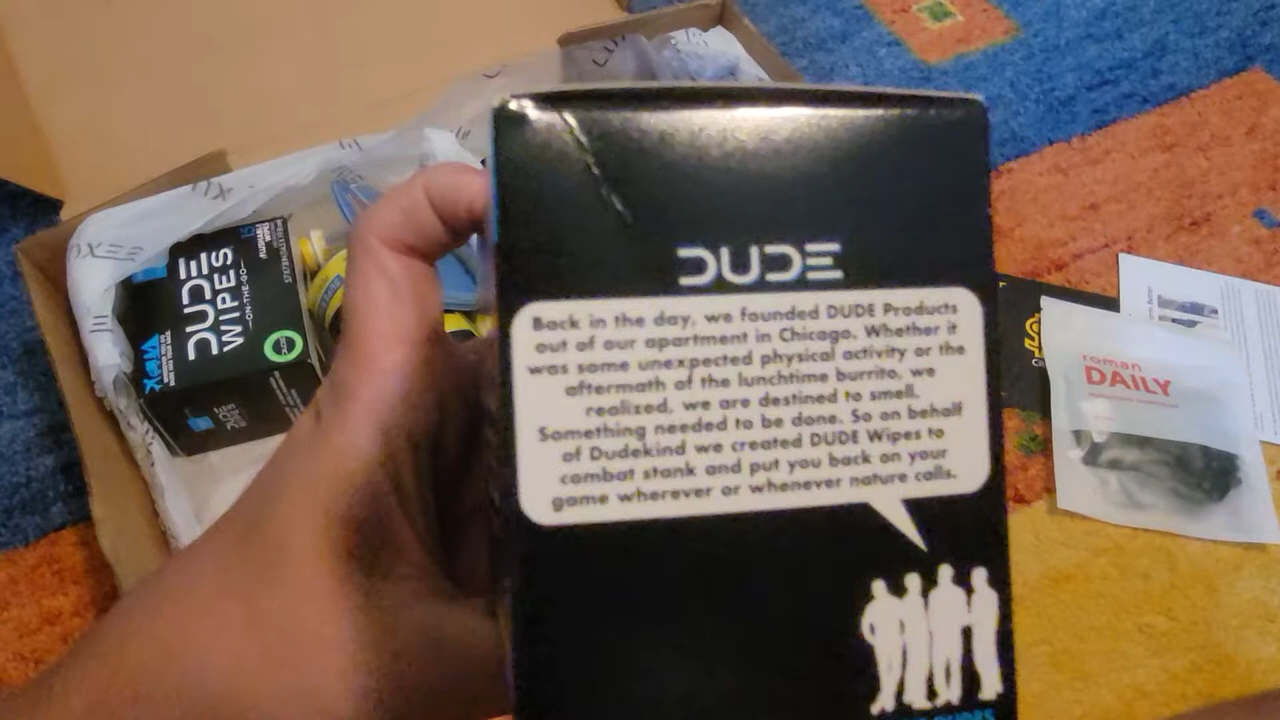 DUDE
Back in the day, we founded DUDE Products
out of our apartment in Chicago. Whether it
was some unexpected physical activity or the
aftermath of the lunchtime burrito, we
realized, we are destined to smell.
Something needed to be done. So on behalf
of Dudekind we created DUDE Wipes to
combat stank and put you back on your
game wherever or whenever nature calls.
DUDES
DUDE
WIPES
ON-THE-GO
XTRA
15
roman
DAILY